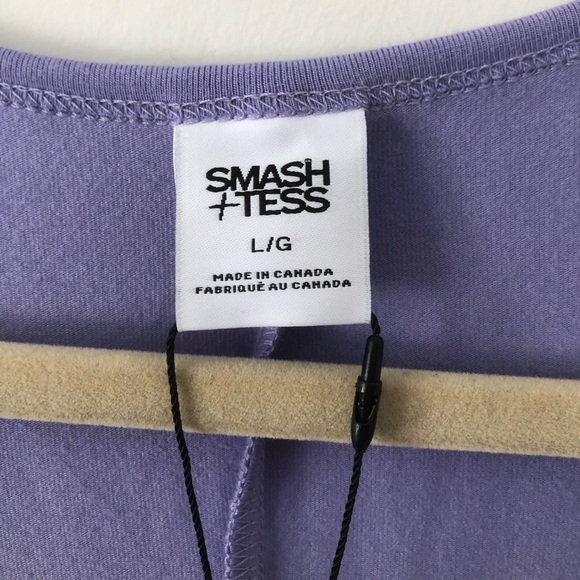 SMASH
+TESS
L/G
MADE IN CANADA
FABRIQUÉ AU CANADA